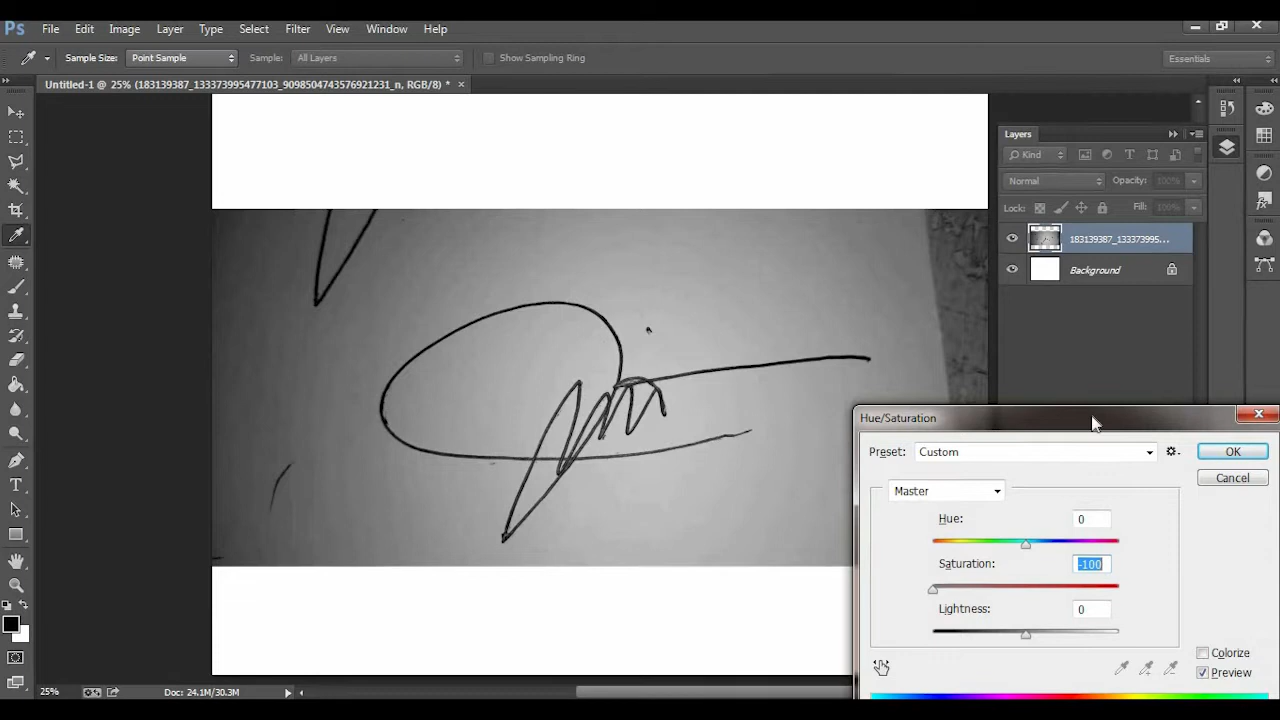 Ps File Edit Image Layer Type Select Filter View Window Help
Sample Size: Point Sample Sample: All Layers Show Sampling Ring Essentials
Untitled-1 @ 25% (183139387_133373995477103_9098504743576921231_n, RGB/8) * ×
Layers
Kind
Normal Opacity: 100%
Lock: Fill: 100%
183139387_133373995...
Background
Hue/Saturation
Preset: Custom OK
Cancel
Master
Hue: 0
Saturation: -100
Lightness: 0
Colorize
Preview
25% Doc: 24.1M/30.3M